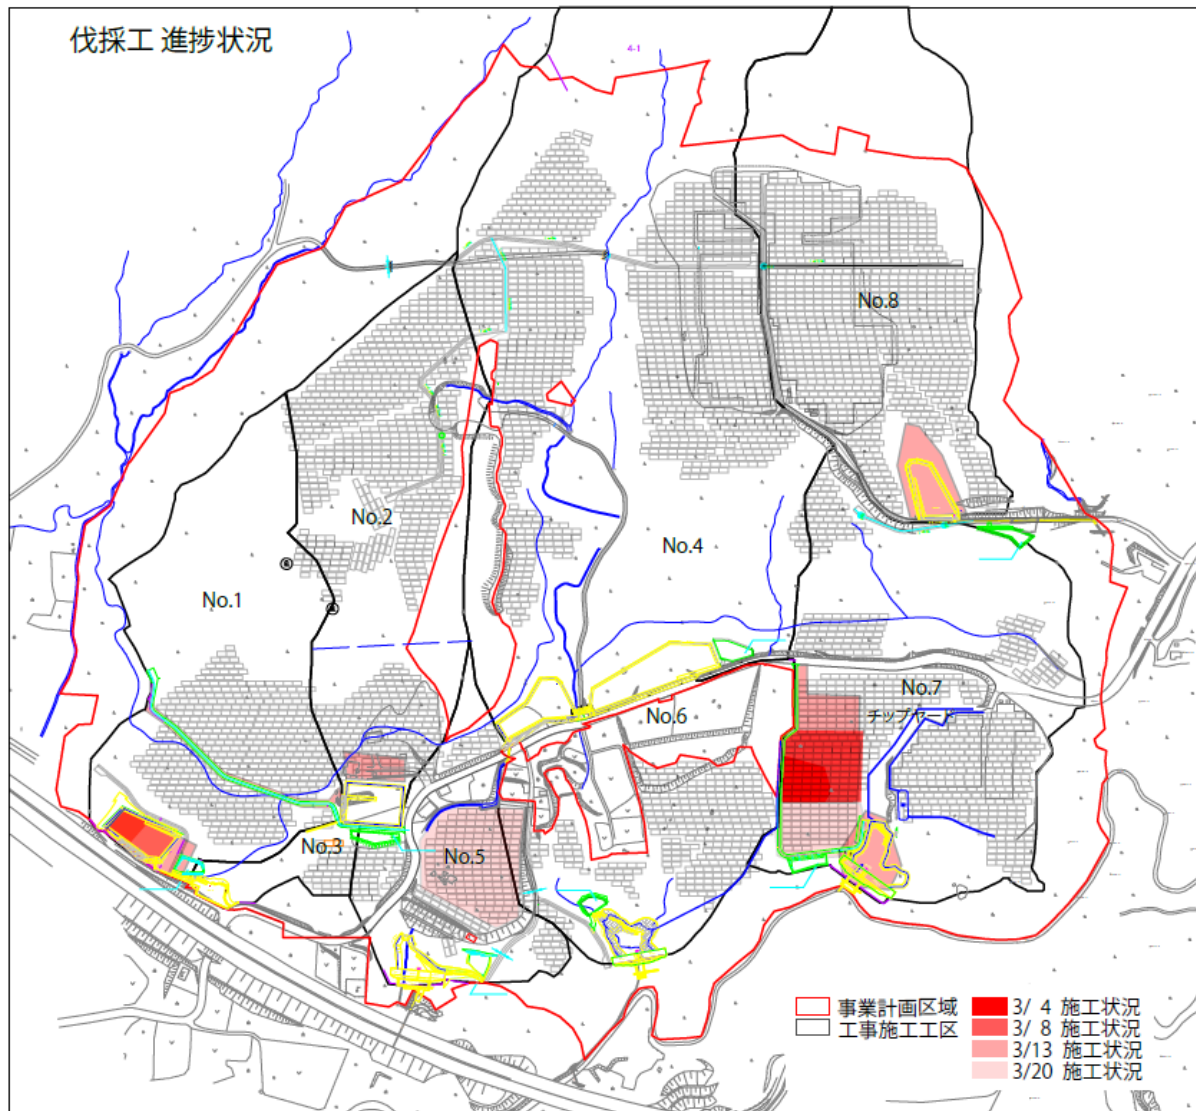 伐採工 進捗状況
4-1
No.8
No.2
No.4
No.1
No.7
チップヤード
No.6
No.3
No.5
事業計画区域
工事施工工区
3/ 4 施工状況
3/ 8 施工状況
3/13 施工状況
3/20 施工状況